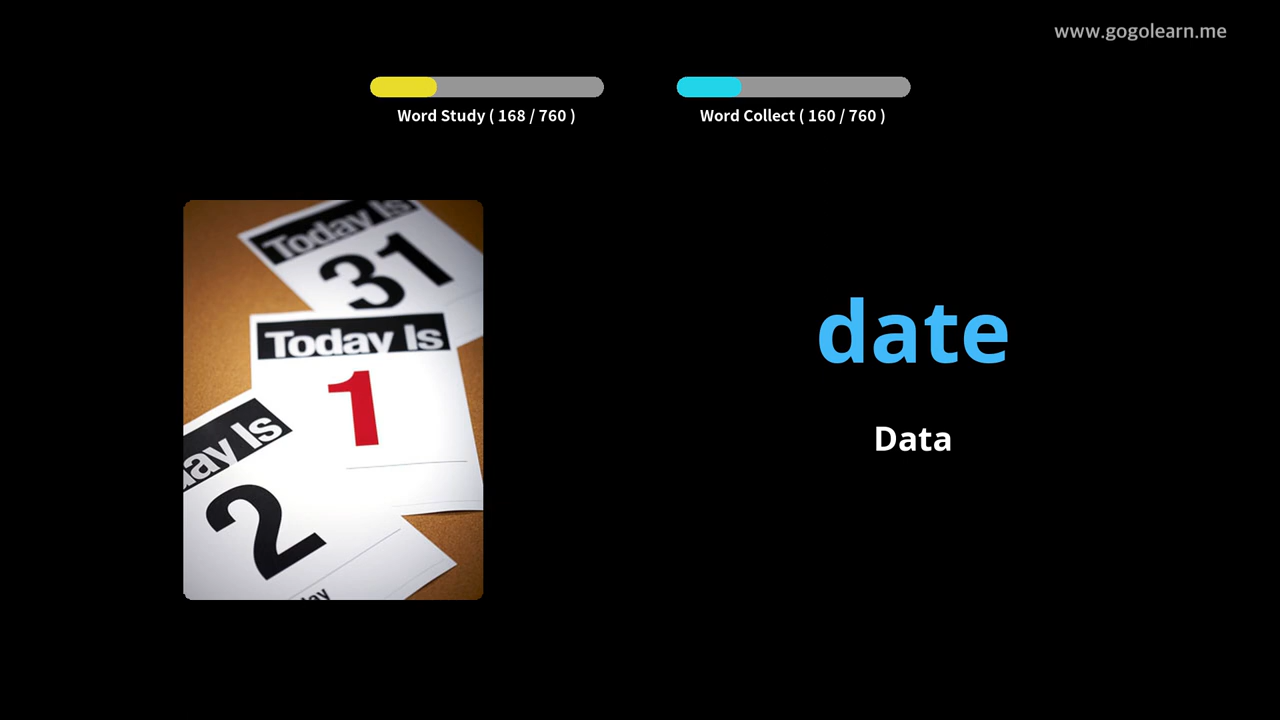 www.gogolearn.me
Word Study ( 168 / 760 )
Word Collect ( 160 / 760 )
Today Is
31
Today Is
1
day Is
2
date
Data